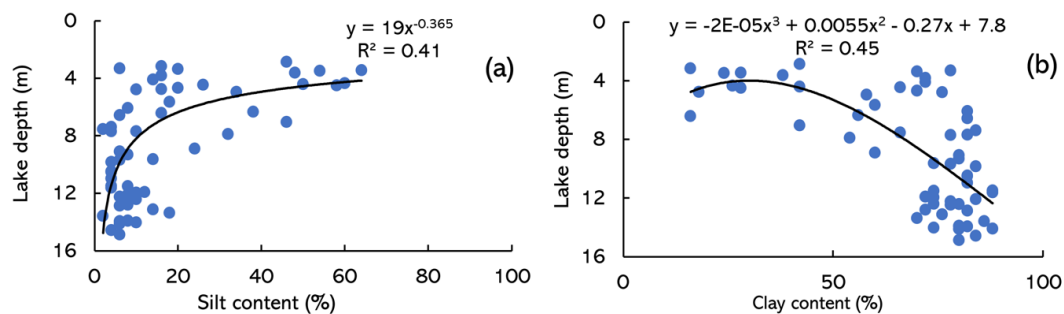 y = 19x^-0.365
R² = 0.41
(a)
0
4
8
12
16
Lake depth (m)
0
20
40
60
80
100
Silt content (%)
y = -2E-05x³ + 0.0055x² - 0.27x + 7.8
R² = 0.45
(b)
0
4
8
12
16
Lake depth (m)
0
50
100
Clay content (%)